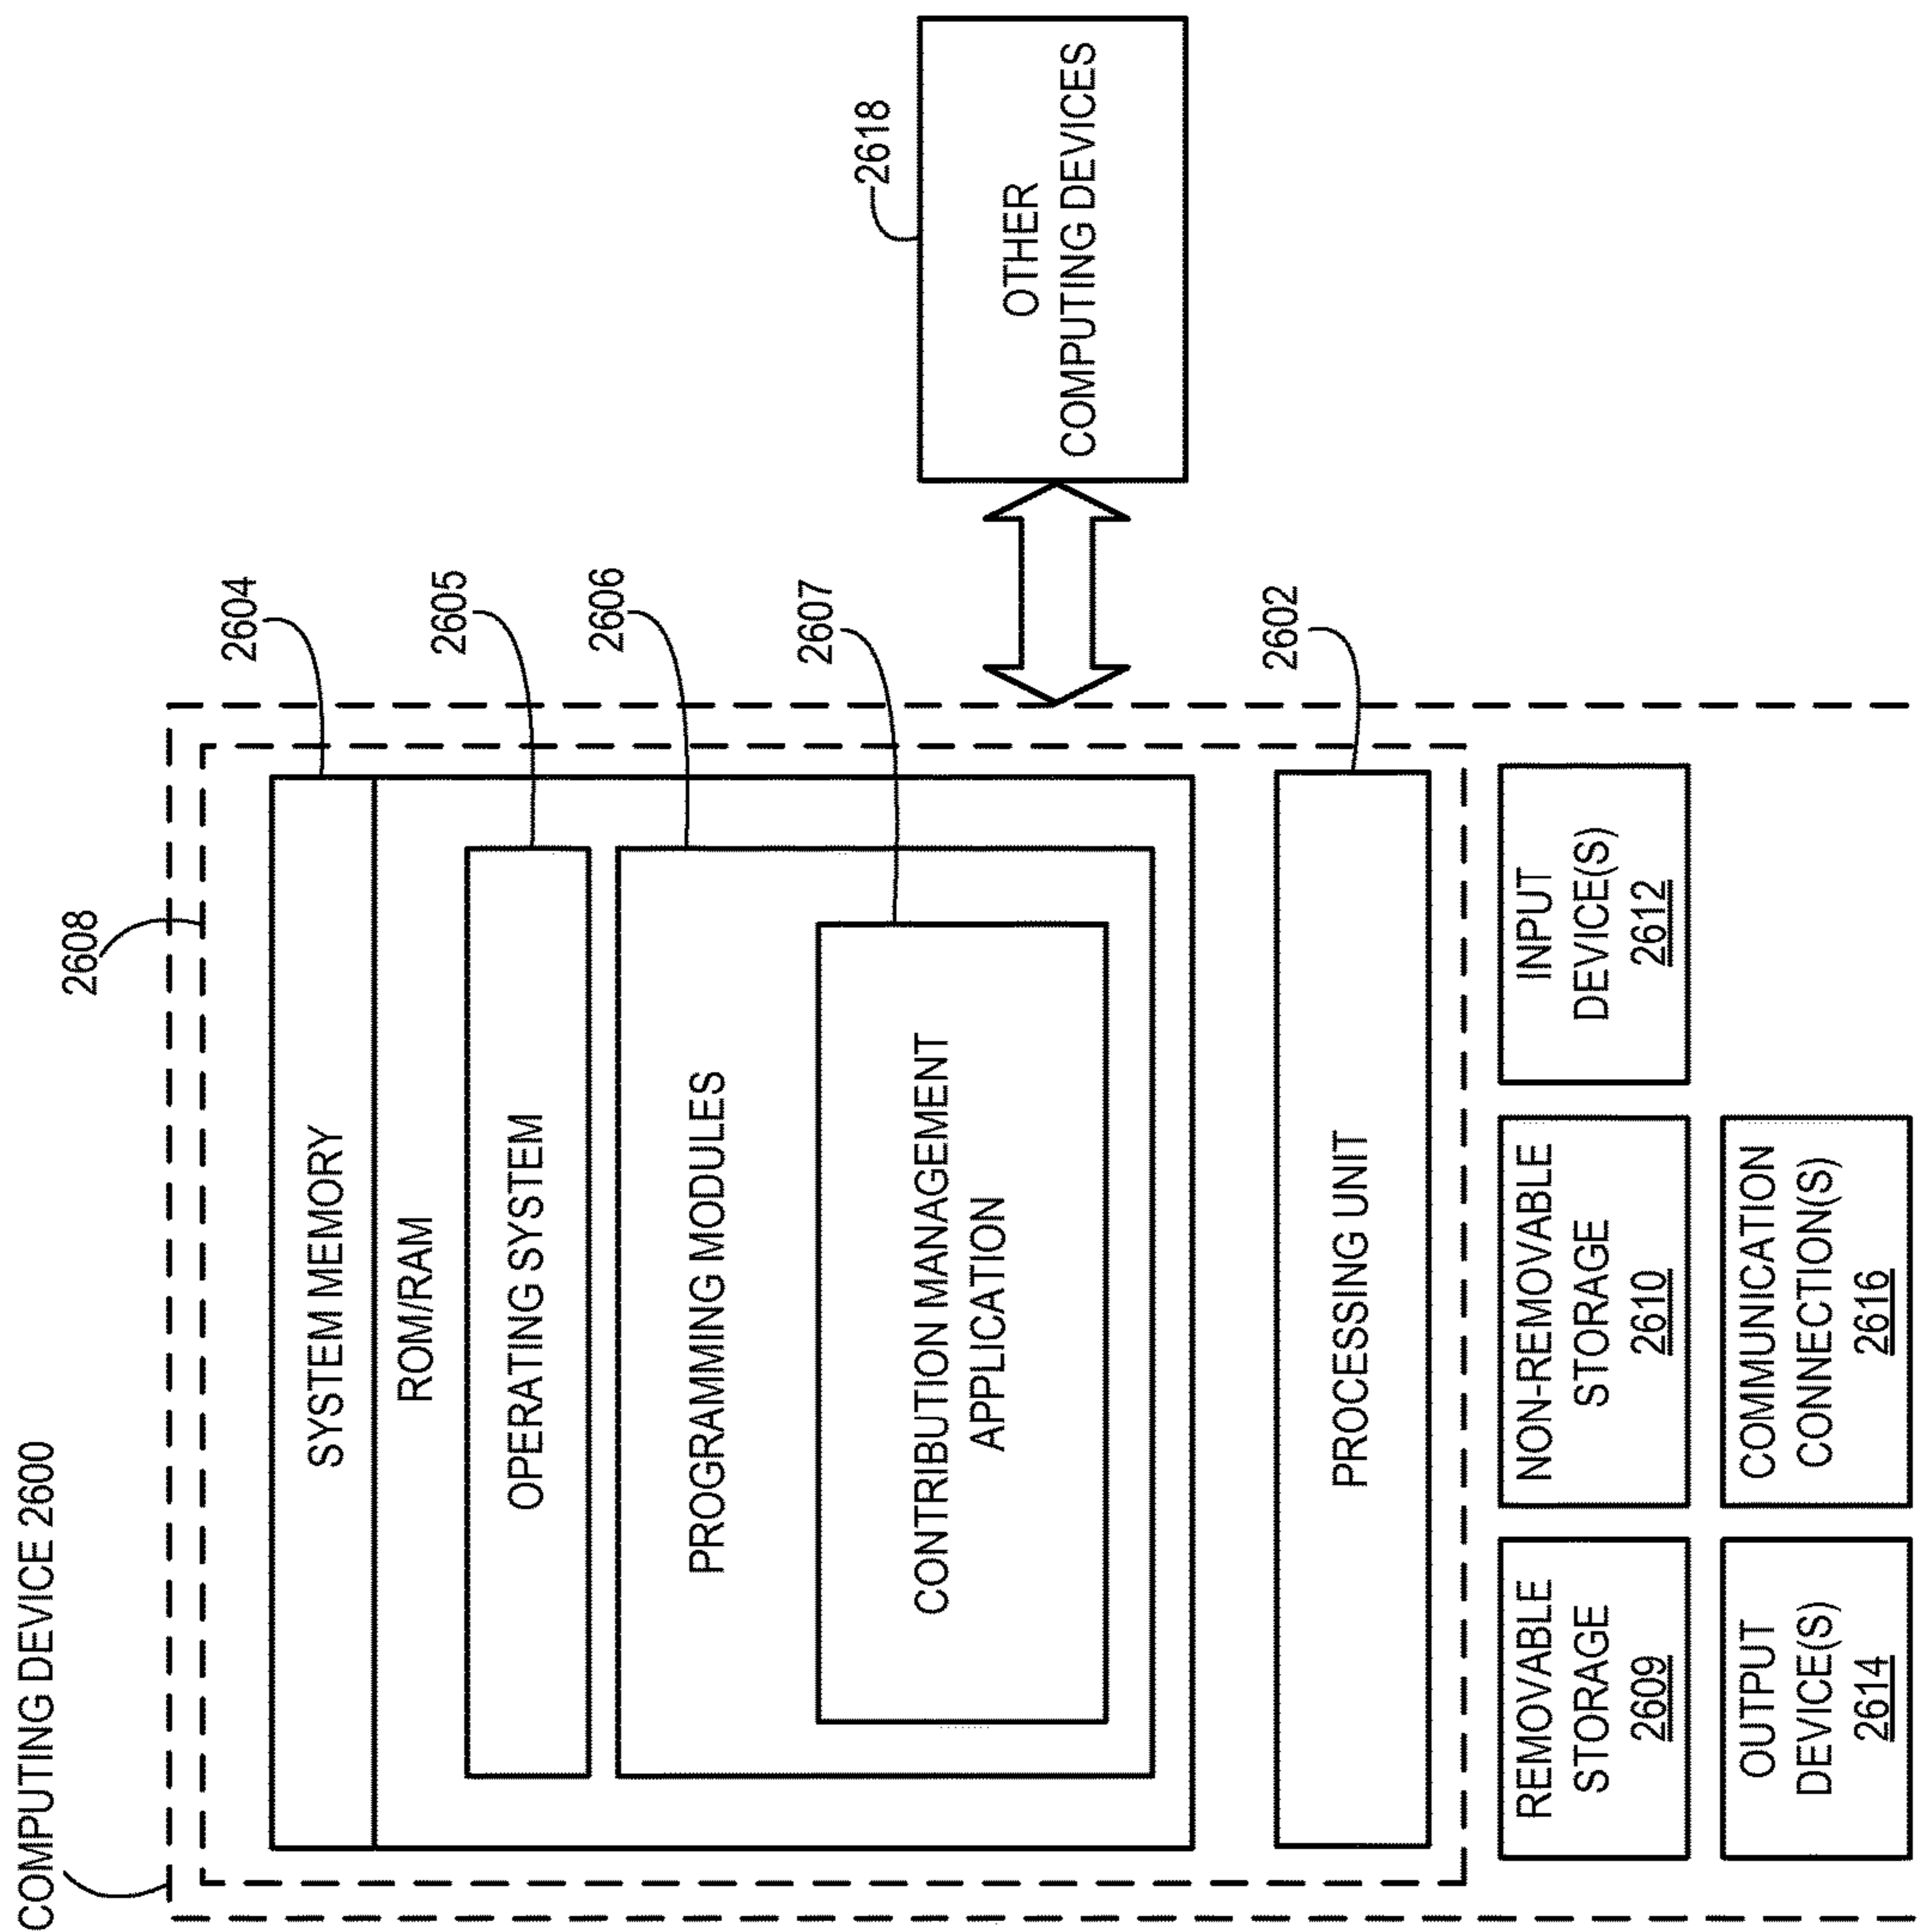 COMPUTING DEVICE 2600
2608
2604
SYSTEM MEMORY
ROM/RAM
2605
OPERATING SYSTEM
2606
PROGRAMMING MODULES
2607
CONTRIBUTION MANAGEMENT
APPLICATION
2602
PROCESSING UNIT
REMOVABLE
STORAGE
2609
NON-REMOVABLE
STORAGE
2610
INPUT
DEVICE(S)
2612
OUTPUT
DEVICE(S)
2614
COMMUNICATION
CONNECTION(S)
2616
2618
OTHER
COMPUTING DEVICES